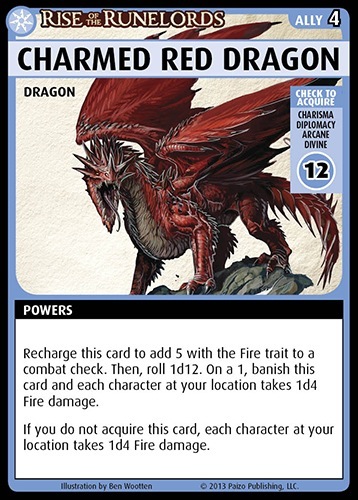 RISE OF THE RUNELORDS
ALLY 4
CHARMED RED DRAGON
DRAGON
CHECK TO
ACQUIRE
CHARISMA
DIPLOMACY
ARCANE
DIVINE
12
POWERS
Recharge this card to add 5 with the Fire trait to a
combat check. Then, roll 1d12. On a 1, banish this
card and each character at your location takes 1d4
Fire damage.
If you do not acquire this card, each character at your
location takes 1d4 Fire damage.
Illustration by Ben Wootten
© 2013 Paizo Publishing, LLC.